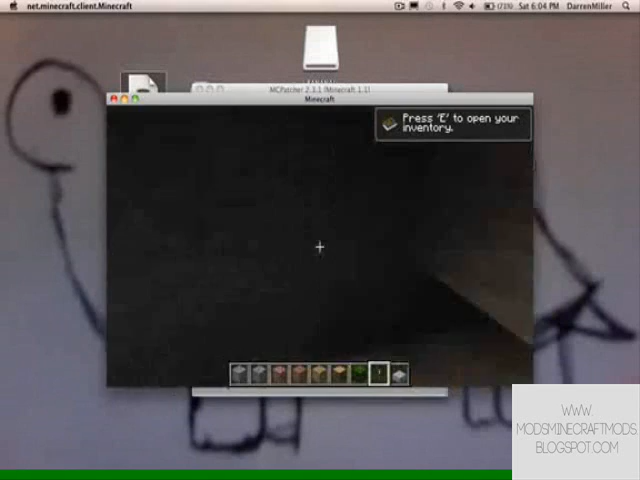 net.minecraft.client.Minecraft
Sat 6:04 PM DarrenMiller
MCPatcher 2.3.1 (Minecraft 1.1)
Minecraft
Press 'E' to open your
inventory.
WWW.
MODSMINECRAFTMODS.
BLOGSPOT.COM